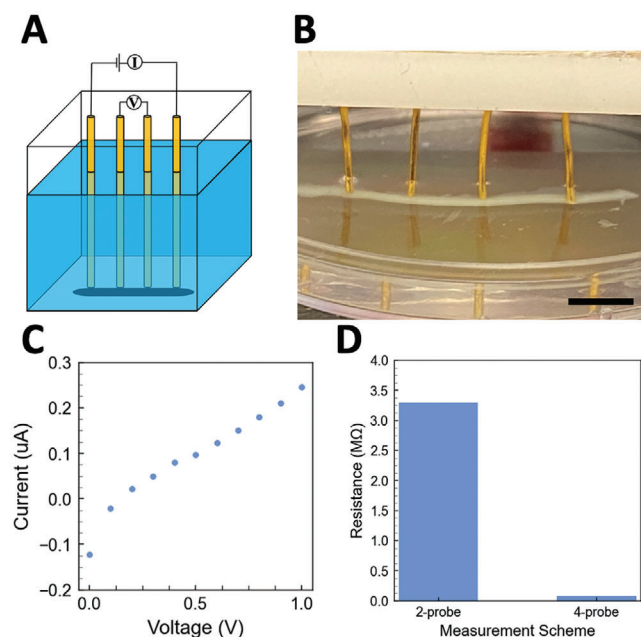 A
I
V
B
C
0.3
0.2
0.1
0.0
−0.1
−0.2
Current (uA)
0.0
0.5
1.0
Voltage (V)
D
4.0
3.5
3.0
2.5
2.0
1.5
1.0
0.5
0.0
Resistance (MΩ)
2-probe
4-probe
Measurement Scheme